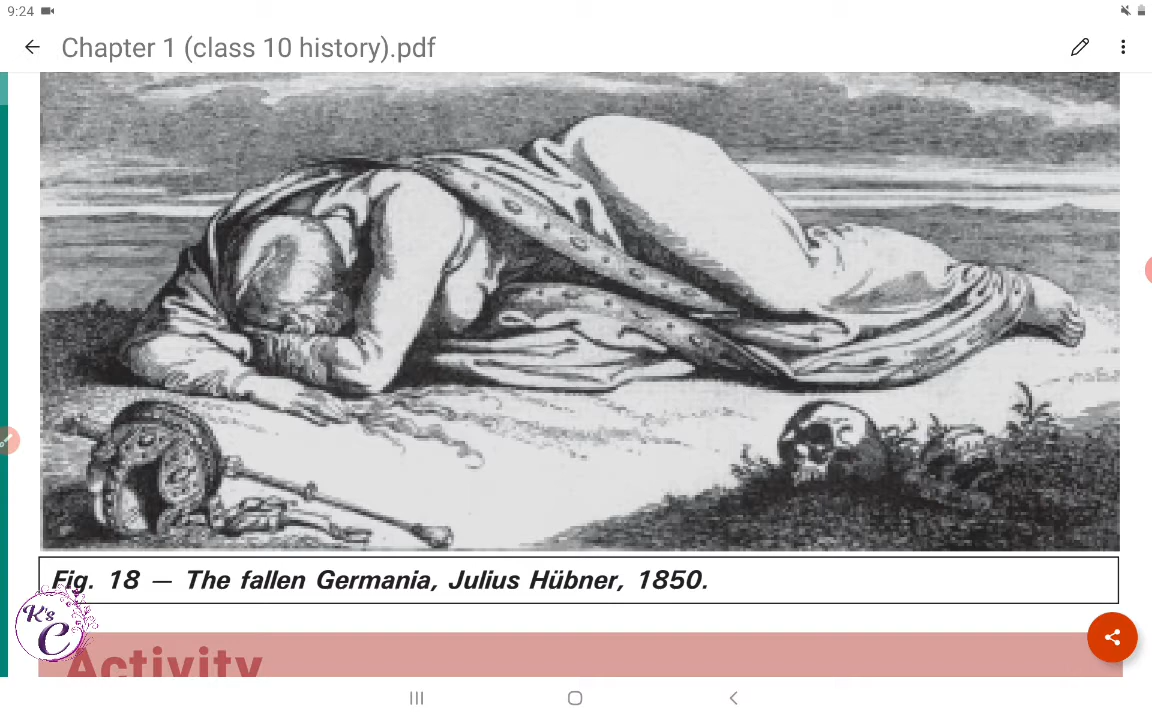 9:24
Chapter 1 (class 10 history).pdf
Fig. 18 — The fallen Germania, Julius Hübner, 1850.
K's
C
Activity